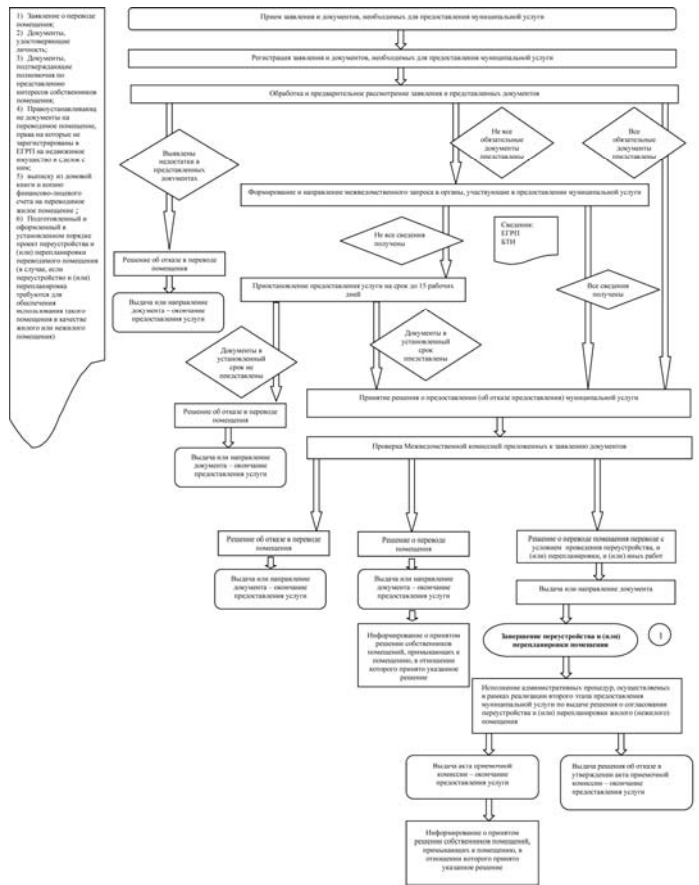 1) Заявление о переводе
помещения;
2) Документы,
удостоверяющие
личность;
3) Документы,
подтверждающие
полномочия по
представлению
интересов собственников
помещения;
4) Правоустанавливающ
ие документы на
переводимое помещение,
права на которые не
зарегистрированы в
ЕГРП на недвижимое
имущество и сделок с
ним;
5) выписку из домовой
книги и копию
финансово-лицевого
счета на переводимое
жилое помещение ;
6) Подготовленный и
оформленный в
установленном порядке
проект переустройства и
(или) перепланировки
переводимого помещения
(в случае, если
переустройство и (или)
перепланировка
требуются для
обеспечения
использования такого
помещения в качестве
жилого или нежилого
помещения)
Прием заявления и документов, необходимых для предоставления муниципальной услуги
Регистрация заявления и документов, необходимых для предоставления муниципальной услуги
Обработка и предварительное рассмотрение заявления и представленных документов
Выявлены
недостатки в
представленных
документах
Не все
обязательные
документы
представлены
Все
обязательные
документы
представлены
Формирование и направление межведомственного запроса в органы, участвующие в предоставлении муниципальной услуги
Не все сведения
получены
Сведения:
ЕГРП
БТИ
Решение об отказе в переводе
помещения
Все сведения
получены
Приостановление предоставления услуги на срок до 15 рабочих
дней
Выдача или направление
документа – окончание
предоставления услуги
Документы в
установленный
срок не
представлены
Документы в
установленный
срок
представлены
Принятие решения о предоставлении (об отказе предоставления) муниципальной услуги
Решение об отказе в переводе
помещения
Проверка Межведомственной комиссией приложенных к заявлению документов
Выдача или направление
документа – окончание
предоставления услуги
Решение об отказе в переводе
помещения
Решение о переводе
помещения
Решение о переводе помещения переводе с
условием проведения переустройства, и
(или) перепланировки, и (или) иных работ
Выдача или направление
документа – окончание
предоставления услуги
Выдача или направление
документа – окончание
предоставления услуги
Выдача или направление документа
Информирование о принятом
решении собственников
помещений, примыкающих к
помещению, в отношении
которого принято указанное
решение
Завершение переустройства и (или)
перепланировки помещения
1
Исполнение административных процедур, осуществляемых
в рамках реализации второго этапа предоставления
муниципальной услуги по выдаче решения о согласовании
переустройства и (или) перепланировки жилого (нежилого)
помещения
Выдача акта приемочной
комиссии – окончание
предоставления услуги
Выдача решения об отказе в
утверждении акта приемочной
комиссии – окончание
предоставления услуги
Информирование о принятом
решении собственников помещений,
примыкающих к помещению, в
отношении которого принято
указанное решение